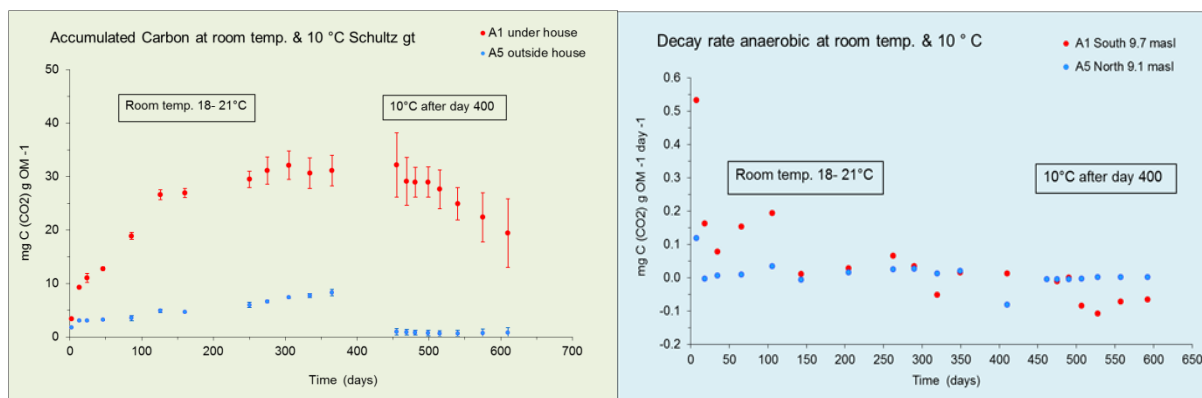 Accumulated Carbon at room temp. & 10 °C Schultz gt
A1 under house
A5 outside house
Room temp. 18- 21°C
10°C after day 400
mg C (CO2) g OM -1
50
40
30
20
10
0
0 100 200 300 400 500 600 700
Time (days)
Decay rate anaerobic at room temp. & 10 ° C
A1 South 9.7 masl
A5 North 9.1 masl
Room temp. 18- 21°C
10°C after day 400
mg C (CO2) g OM -1 day -1
0.6
0.5
0.4
0.3
0.2
0.1
0.0
-0.1
-0.2
0 50 100 150 200 250 300 350 400 450 500 550 600 650
Time (days)